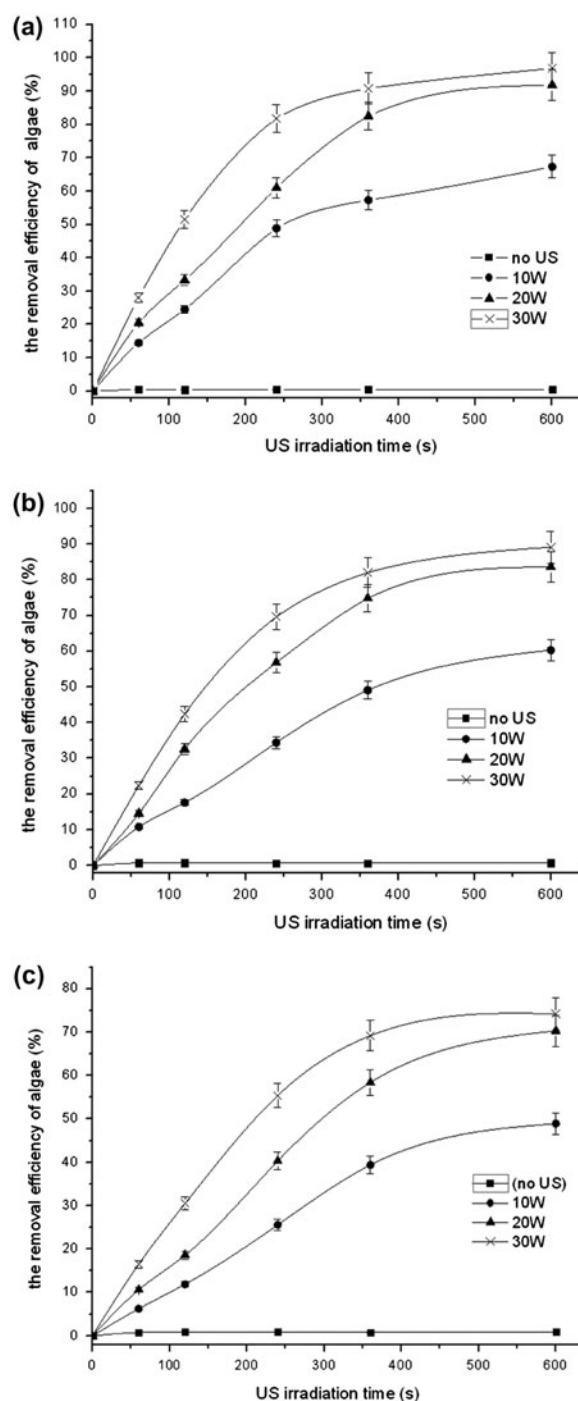 (a)
the removal efficiency of algae (%)
110
100
90
80
70
60
50
40
30
20
10
0
no US
10W
20W
30W
0 100 200 300 400 500 600
US irradiation time (s)
(b)
the removal efficiency of algae (%)
100
90
80
70
60
50
40
30
20
10
0
no US
10W
20W
30W
0 100 200 300 400 500 600
US irradiation time (s)
(c)
the removal efficiency of algae (%)
80
70
60
50
40
30
20
10
0
(no US)
10W
20W
30W
0 100 200 300 400 500 600
US irradiation time (s)